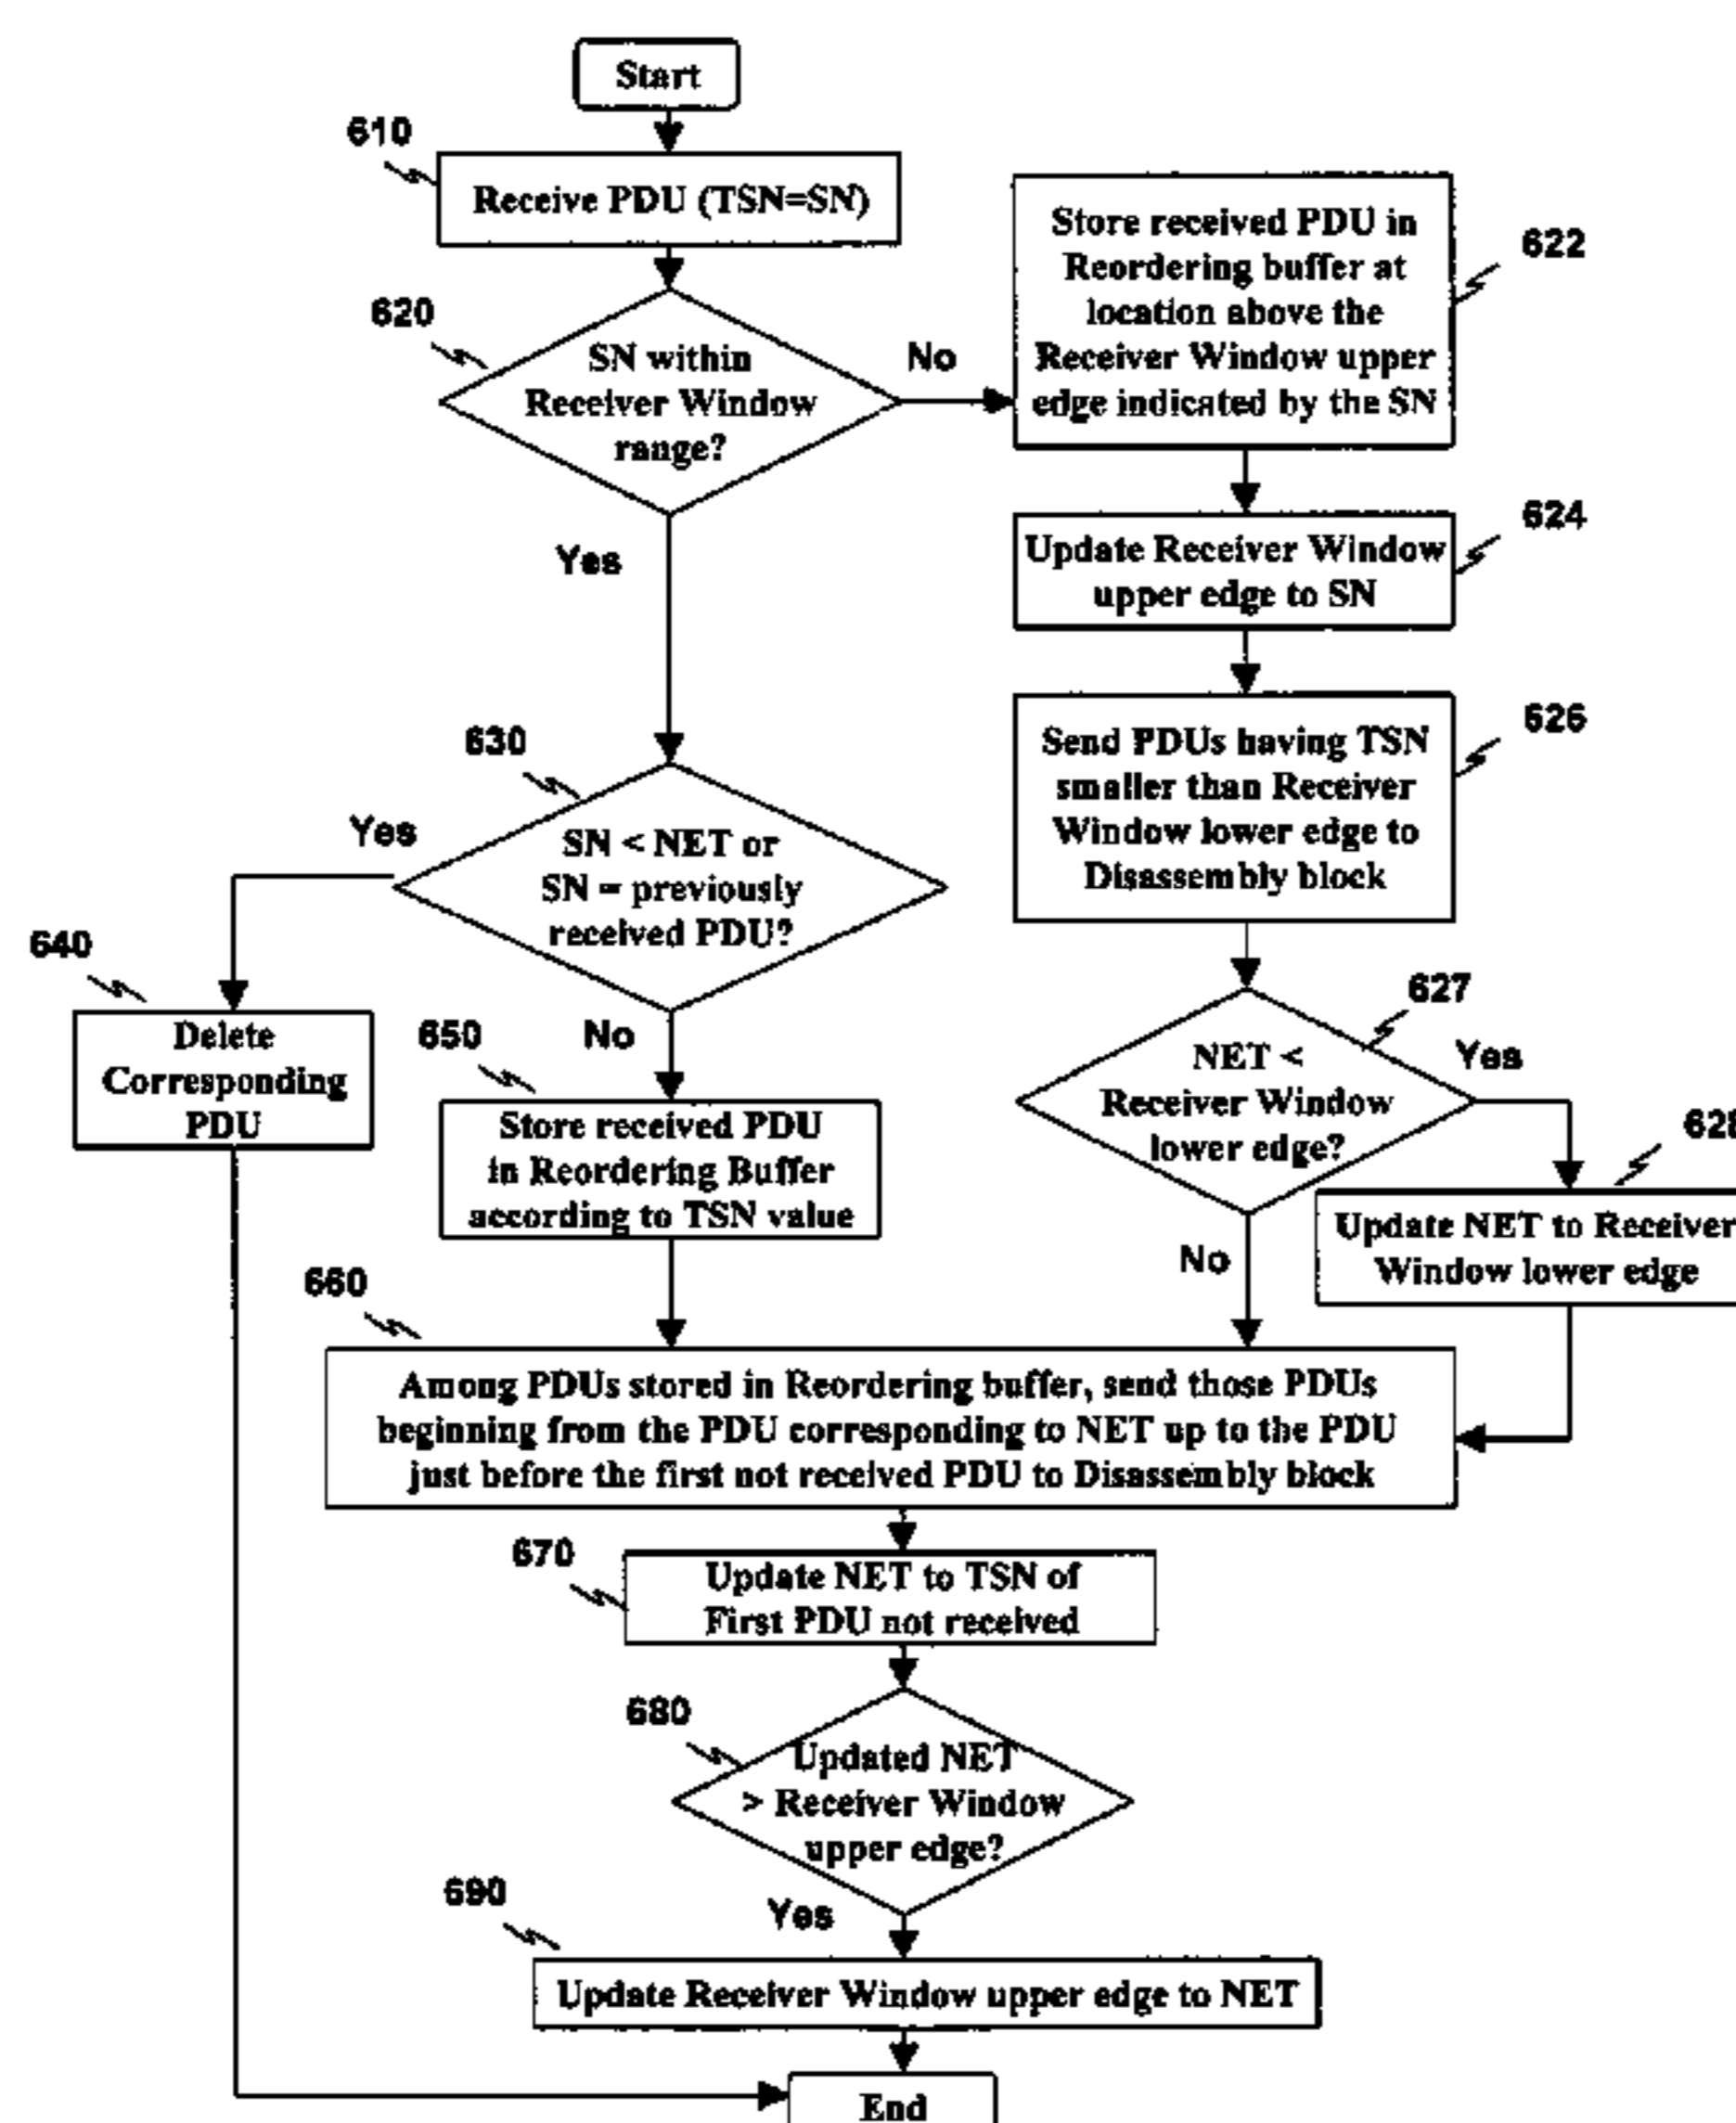 Start
610
Receive PDU (TSN=SN)
620
SN within
Receiver Window
range?
No
Yes
Store received PDU in
Reordering buffer at
location above the
Receiver Window upper
edge indicated by the SN
622
Update Receiver Window
upper edge to SN
624
Send PDUs having TSN
smaller than Receiver
Window lower edge to
Disassembly block
626
630
Yes
SN < NET or
SN = previously
received PDU?
No
640
Delete
Corresponding
PDU
650
Store received PDU
in Reordering Buffer
according to TSN value
627
NET <
Receiver Window
lower edge?
Yes
No
628
Update NET to Receiver
Window lower edge
660
Among PDUs stored in Reordering buffer, send those PDUs
beginning from the PDU corresponding to NET up to the PDU
just before the first not received PDU to Disassembly block
670
Update NET to TSN of
First PDU not received
680
Updated NET
> Receiver Window
upper edge?
Yes
690
Update Receiver Window upper edge to NET
End